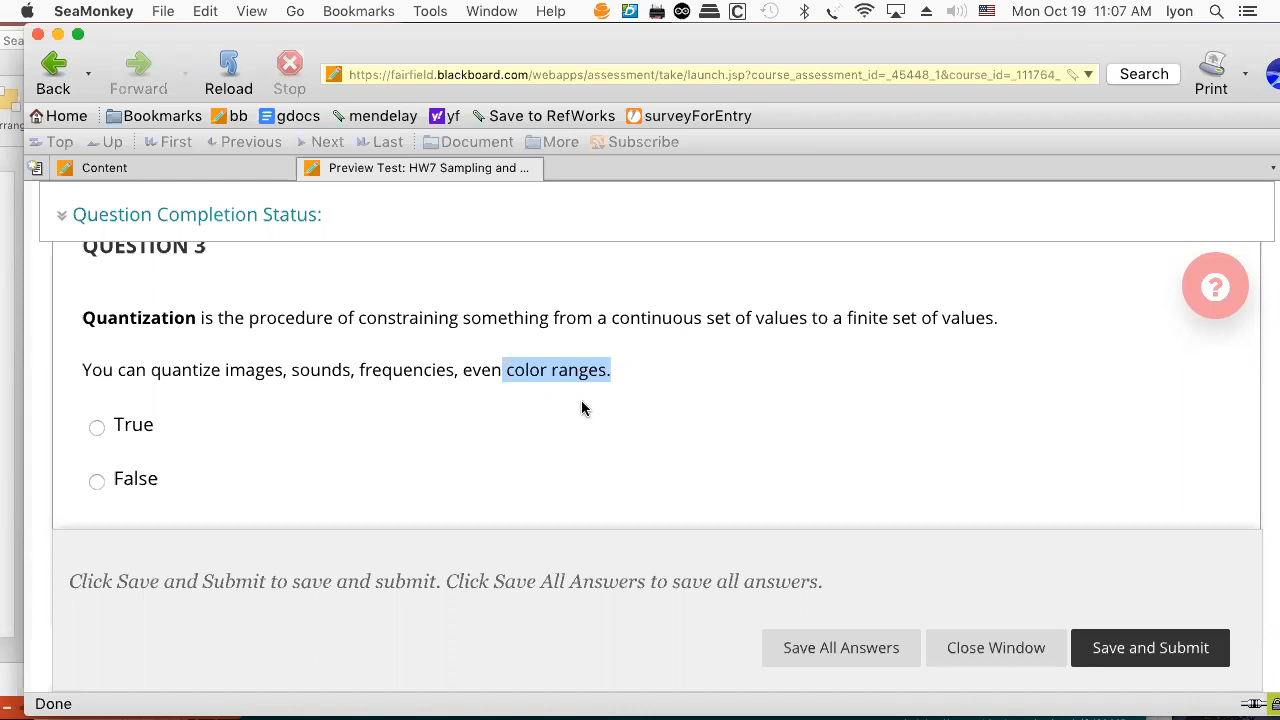 SeaMonkey File Edit View Go Bookmarks Tools Window Help Mon Oct 19 11:07 AM lyon
Sea
Back Forward Reload Stop https://fairfield.blackboard.com/webapps/assessment/take/launch.jsp?course_assessment_id=_45448_1&course_id=_111764_ Search Print
Home Bookmarks bb gdocs mendelay yf Save to RefWorks surveyForEntry
Top Up First Previous Next Last Document More Subscribe
Content Preview Test: HW7 Sampling and ...
Question Completion Status:
QUESTION 3
Quantization is the procedure of constraining something from a continuous set of values to a finite set of values.
You can quantize images, sounds, frequencies, even color ranges.
True
False
Click Save and Submit to save and submit. Click Save All Answers to save all answers.
Save All Answers Close Window Save and Submit
Done